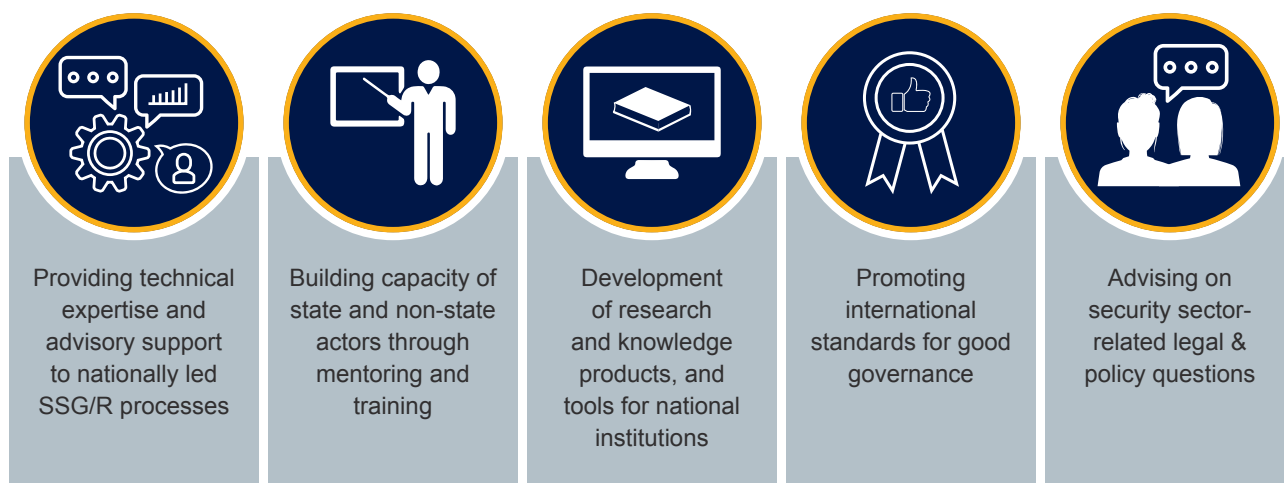 Providing technical
expertise and
advisory support
to nationally led
SSG/R processes
Building capacity of
state and non-state
actors through
mentoring and
training
Development
of research
and knowledge
products, and
tools for national
institutions
Promoting
international
standards for good
governance
Advising on
security sector-
related legal &
policy questions